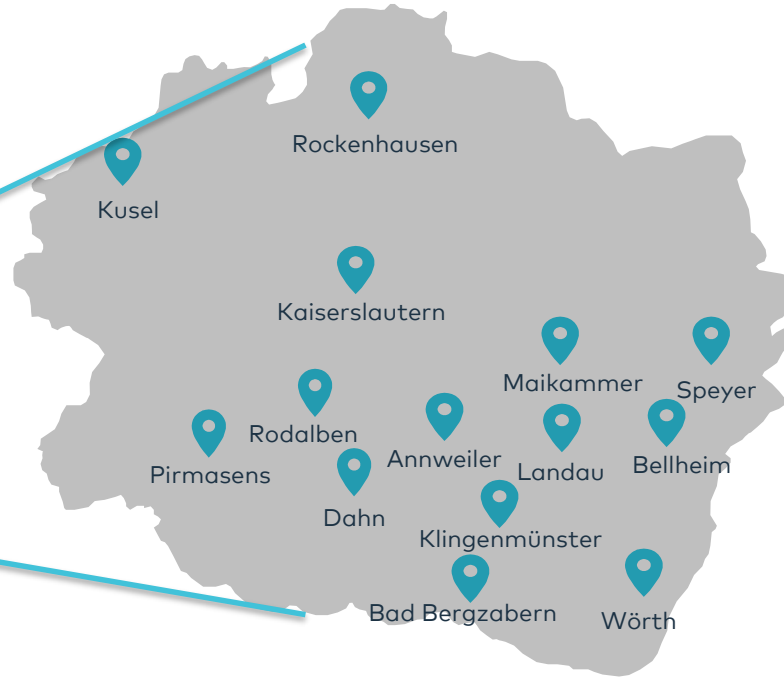 Rockenhausen
Kusel
Kaiserslautern
Maikammer
Speyer
Rodalben
Annweiler
Landau
Bellheim
Pirmasens
Dahn
Klingenmünster
Bad Bergzabern
Wörth